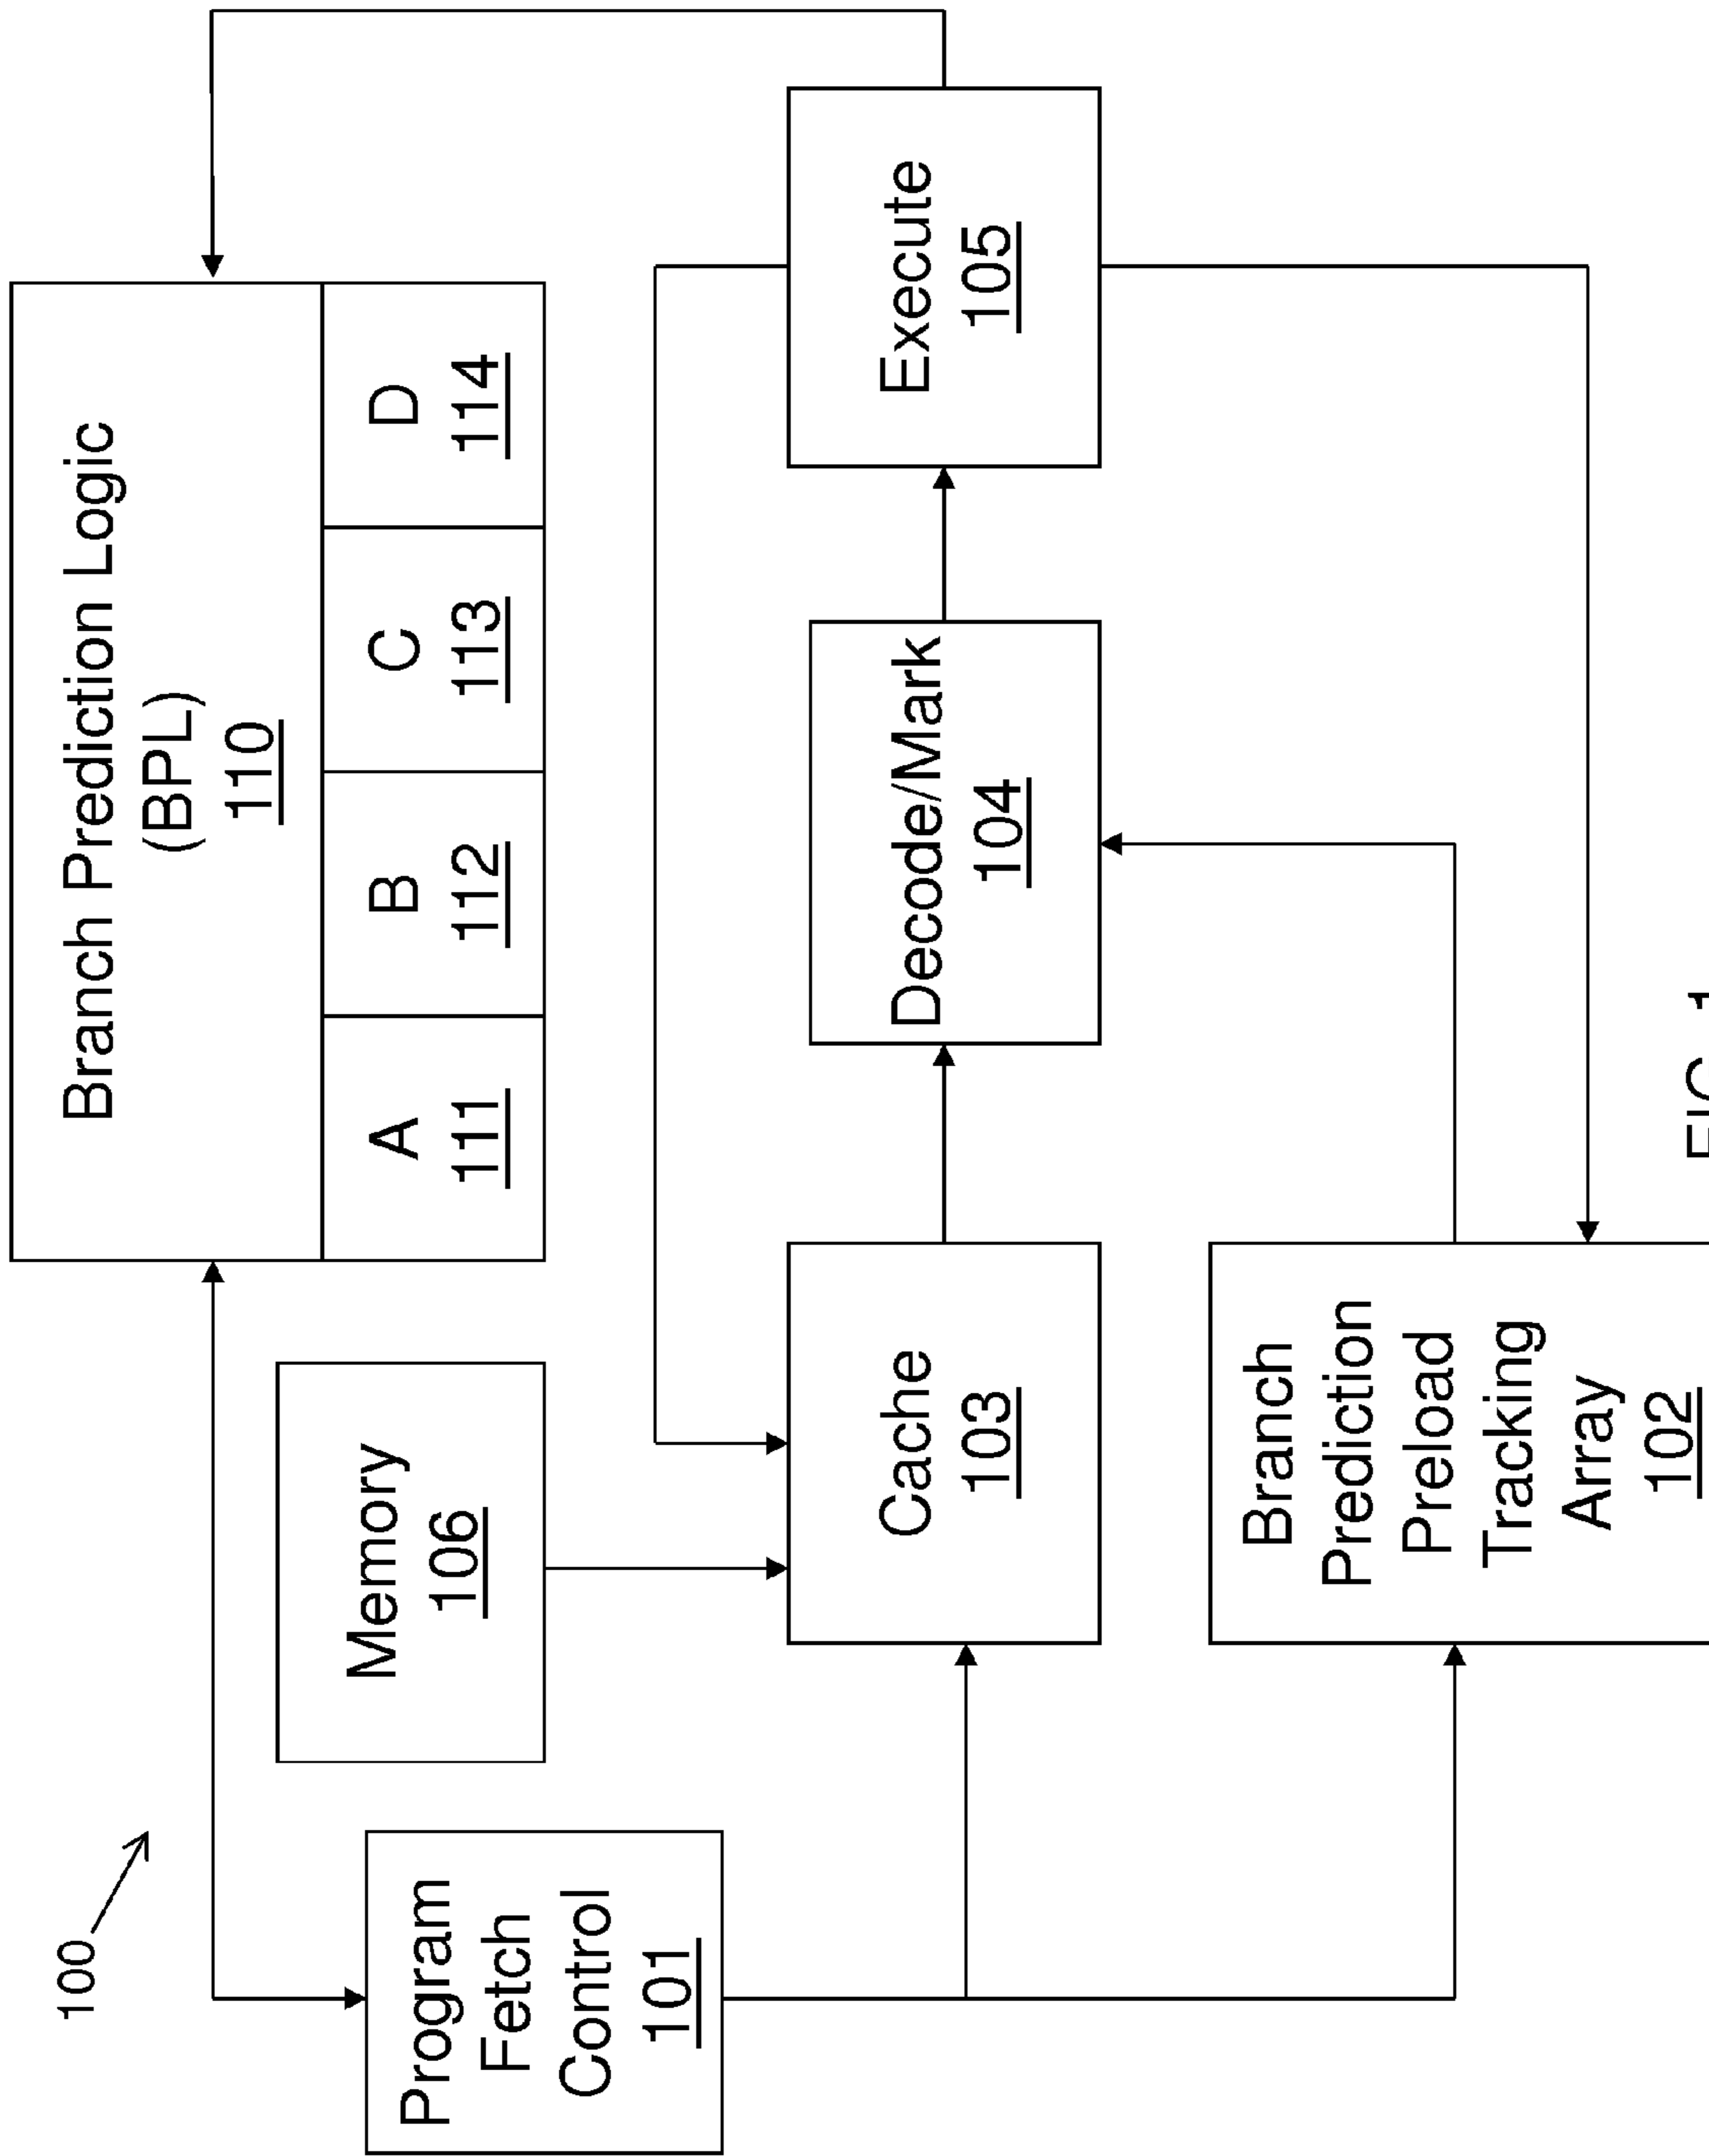 100
Branch Prediction Logic
(BPL)
110
A
111
B
112
C
113
D
114
Memory
106
Program
Fetch
Control
101
Cache
103
Decode/Mark
104
Execute
105
Branch
Prediction
Preload
Tracking
Array
102